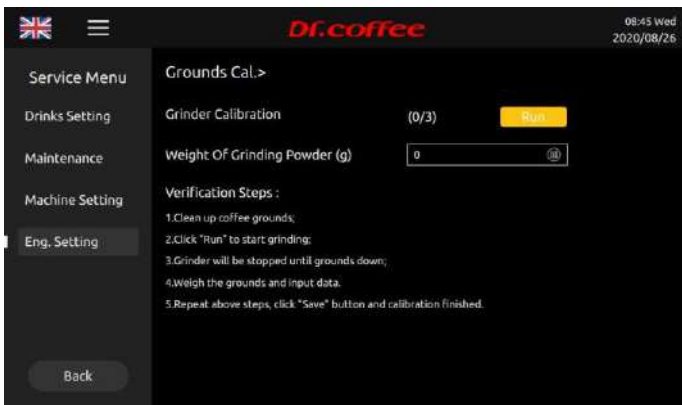 Dr.coffee
08:45 Wed
2020/08/26
Service Menu
Drinks Setting
Maintenance
Machine Setting
Eng. Setting
Back
Grounds Cal.>
Grinder Calibration (0/3) Run
Weight Of Grinding Powder (g) 0
Verification Steps :
1.Clean up coffee grounds;
2.Click "Run" to start grinding;
3.Grinder will be stopped until grounds down;
4.Weigh the grounds and input data.
5.Repeat above steps, click "Save" button and calibration finished.